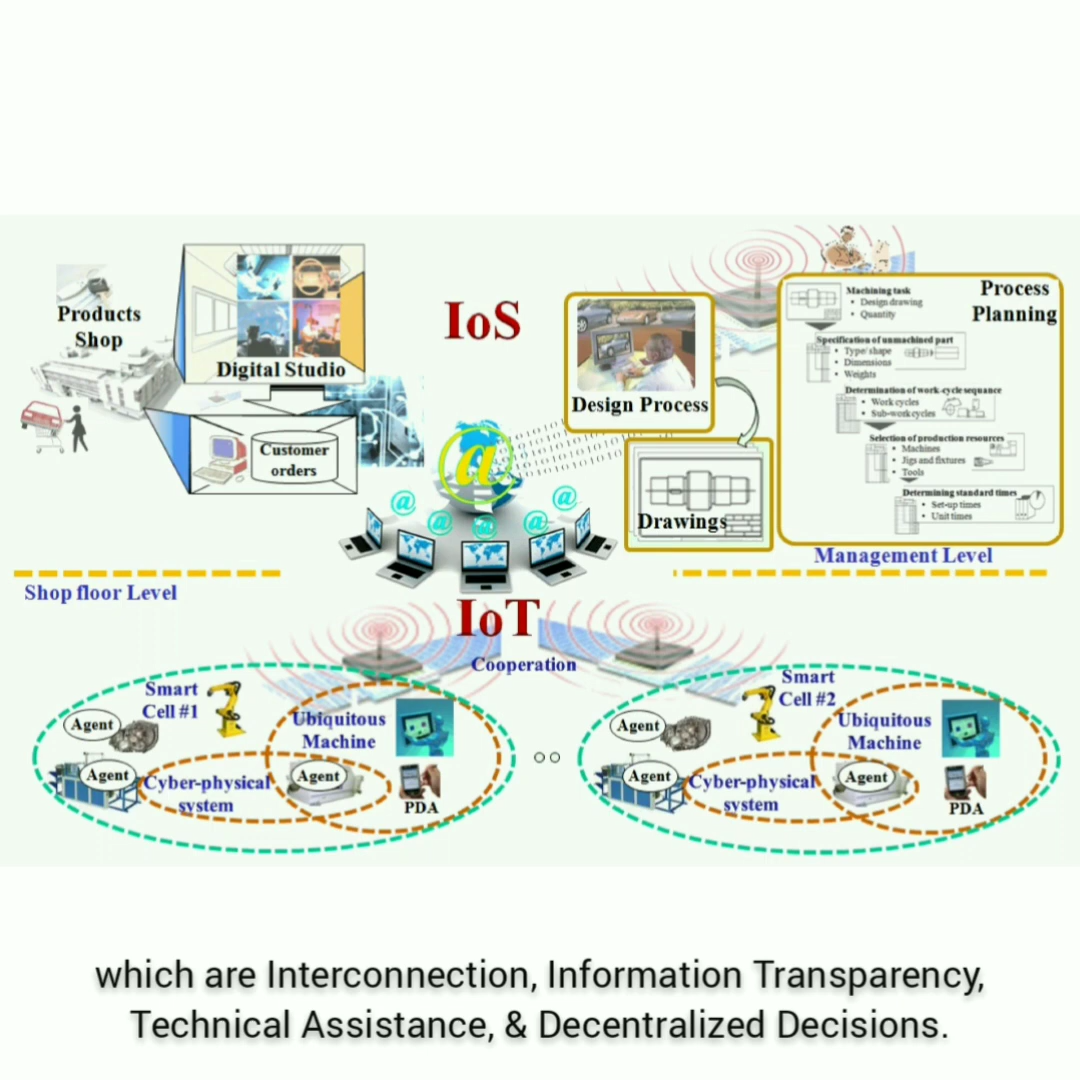 Products
Shop
Digital Studio
Customer
orders
IoS
Design Process
Drawings
Process
Planning
Machining task
• Design drawing
• Quantity
Specification of unmachined part
• Type/ shape
• Dimensions
• Weights
Determination of work-cycle sequance
• Work cycles
• Sub-work cycles
Selection of production resources
• Machines
• Jigs and fixtures
• Tools
Determining standard times
• Set-up times
• Unit times
Management Level
Shop floor Level
IoT
Cooperation
Smart
Cell #1
Agent
Agent
Cyber-physical
system
Ubiquitous
Machine
Agent
PDA
Smart
Cell #2
Agent
Agent
Cyber-physical
system
Ubiquitous
Machine
Agent
PDA
which are Interconnection, Information Transparency,
Technical Assistance, & Decentralized Decisions.